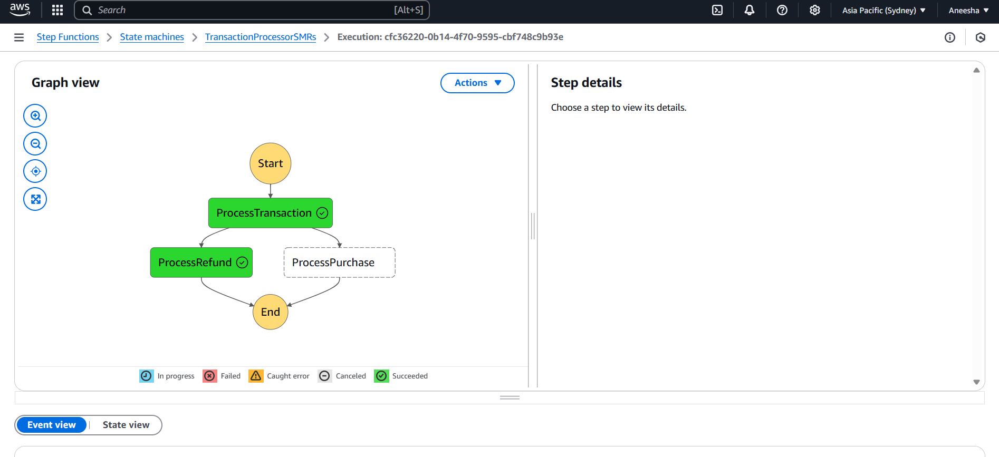 aws Search [Alt+S] Asia Pacific (Sydney) Aneesha
Step Functions State machines TransactionProcessorSMRs Execution: cfc36220-0b14-4f70-9595-cbf748c9b93e
Graph view
Actions
Start
ProcessTransaction
ProcessRefund
ProcessPurchase
End
In progress Failed Caught error Canceled Succeeded
Step details
Choose a step to view its details.
Event view State view